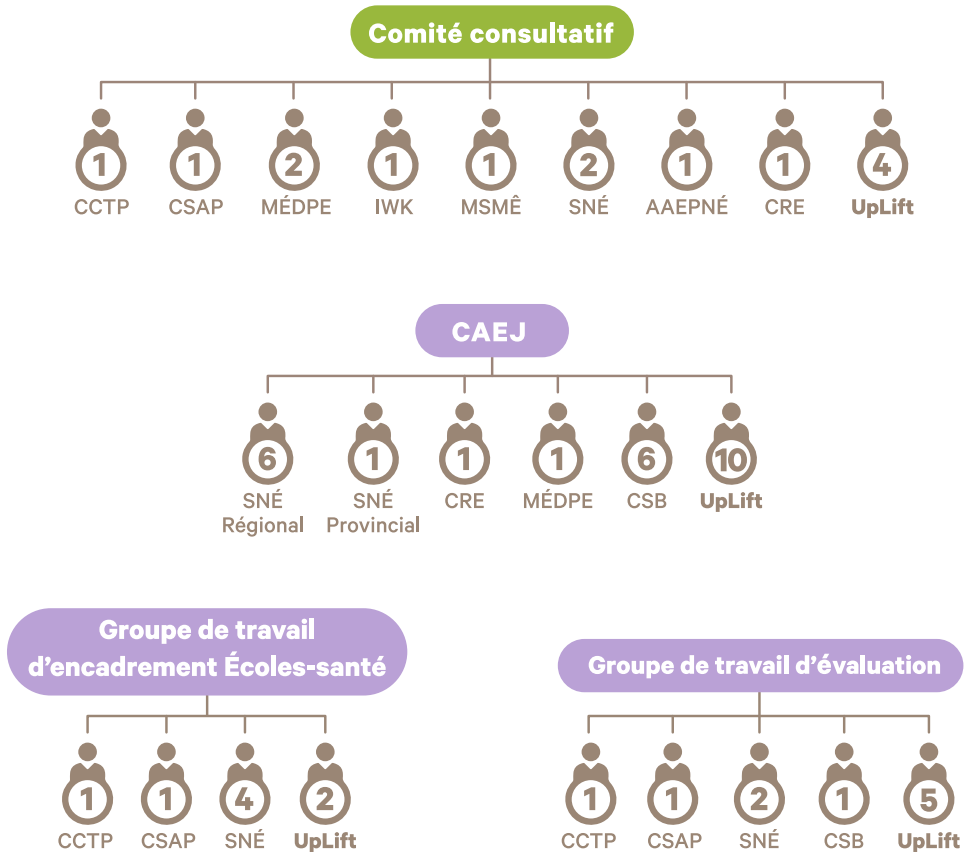 Comité consultatif
1 1 2 1 1 2 1 1 4
CCTP CSAP MÉDPE IWK MSMÊ SNÉ AAEPNÉ CRE UpLift
CAEJ
6 1 1 1 6 10
SNÉ Régional SNÉ Provincial CRE MÉDPE CSB UpLift
Groupe de travail
d’encadrement Écoles-santé
1 1 4 2
CCTP CSAP SNÉ UpLift
Groupe de travail d’évaluation
1 1 2 1 5
CCTP CSAP SNÉ CSB UpLift